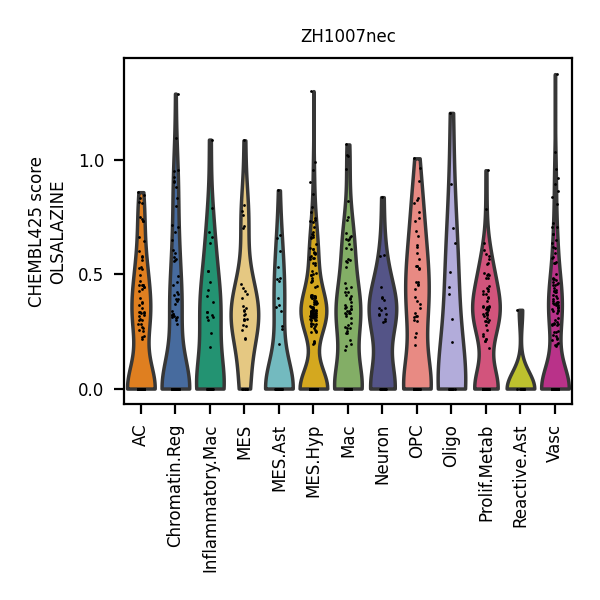 ZH1007nec
CHEMBL425 score
OLSALAZINE
1.0
0.5
0.0
AC
Chromatin.Reg
Inflammatory.Mac
MES
MES.Ast
MES.Hyp
Mac
Neuron
OPC
Oligo
Prolif.Metab
Reactive.Ast
Vasc